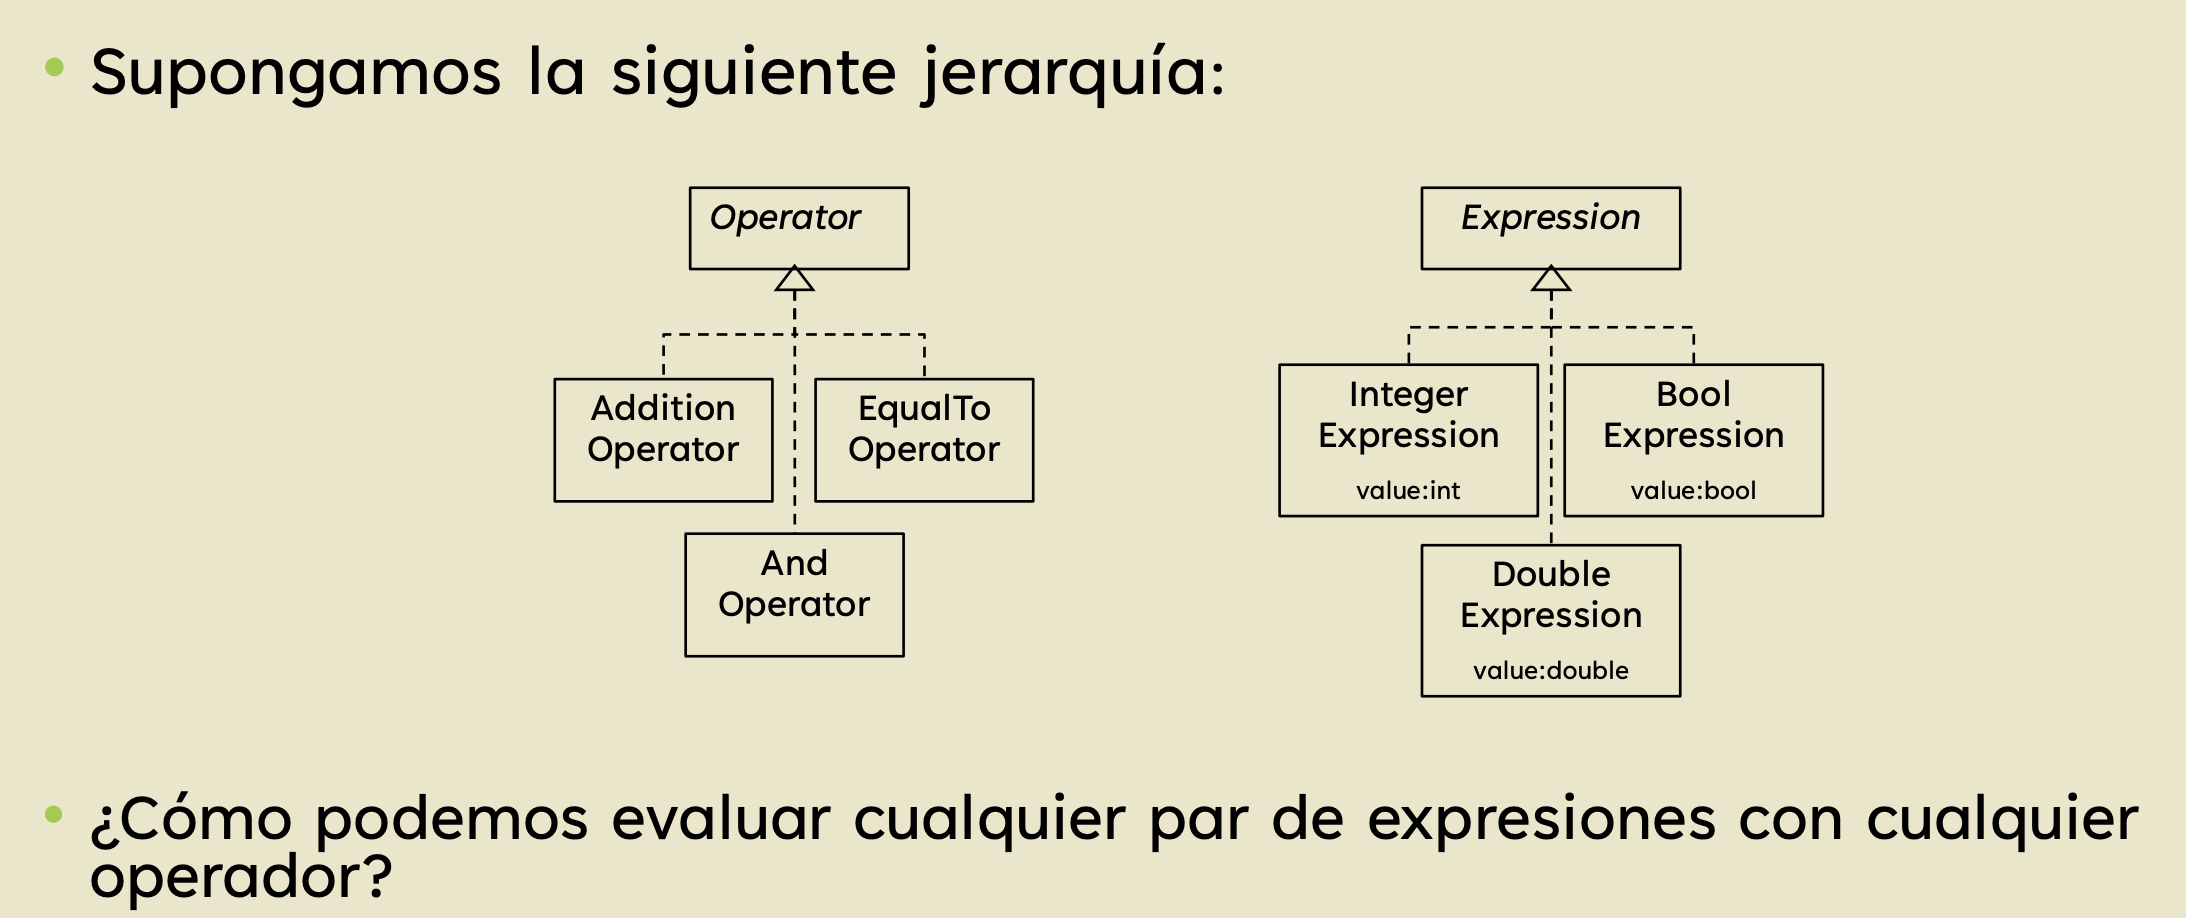 • Supongamos la siguiente jerarquía:
Operator
Expression
Addition
Operator
EqualTo
Operator
And
Operator
Integer
Expression
value:int
Bool
Expression
value:bool
Double
Expression
value:double
• ¿Cómo podemos evaluar cualquier par de expresiones con cualquier
operador?